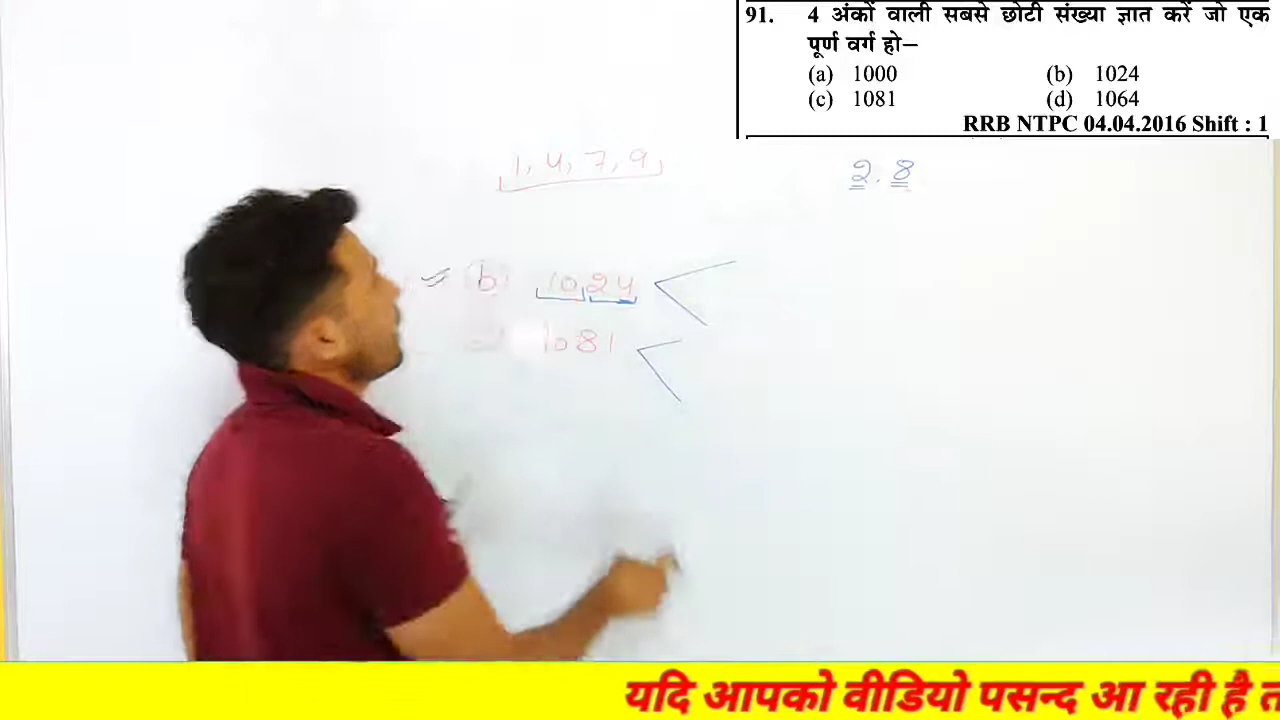 91. 4 अंकों वाली सबसे छोटी संख्या ज्ञात करें जो एक
पूर्ण वर्ग हो–
(a) 1000 (b) 1024
(c) 1081 (d) 1064
RRB NTPC 04.04.2016 Shift : 1
1, 4, 7, 9,
2. 8
(b) 1024
1081
यदि आपको वीडियो पसन्द आ रही है